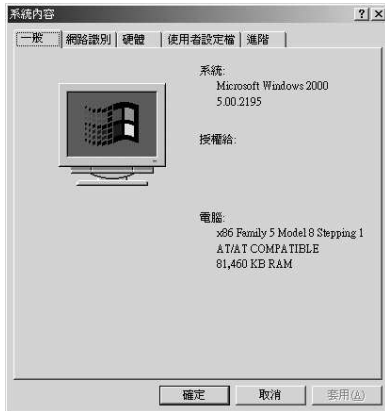 系統內容
一般 網路識別 硬體 使用者設定檔 進階
系統:
Microsoft Windows 2000
5.00.2195
授權給:
電腦:
x86 Family 5 Model 8 Stepping 1
AT/AT COMPATIBLE
81,460 KB RAM
確定 取消 套用(A)